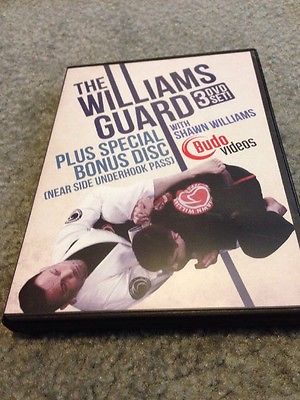 THE
WILLIAMS
GUARD
3 DVD
SET!
WITH SHAWN WILLIAMS
PLUS SPECIAL
BONUS DISC
(NEAR SIDE UNDERHOOK PASS)
Budo
videos